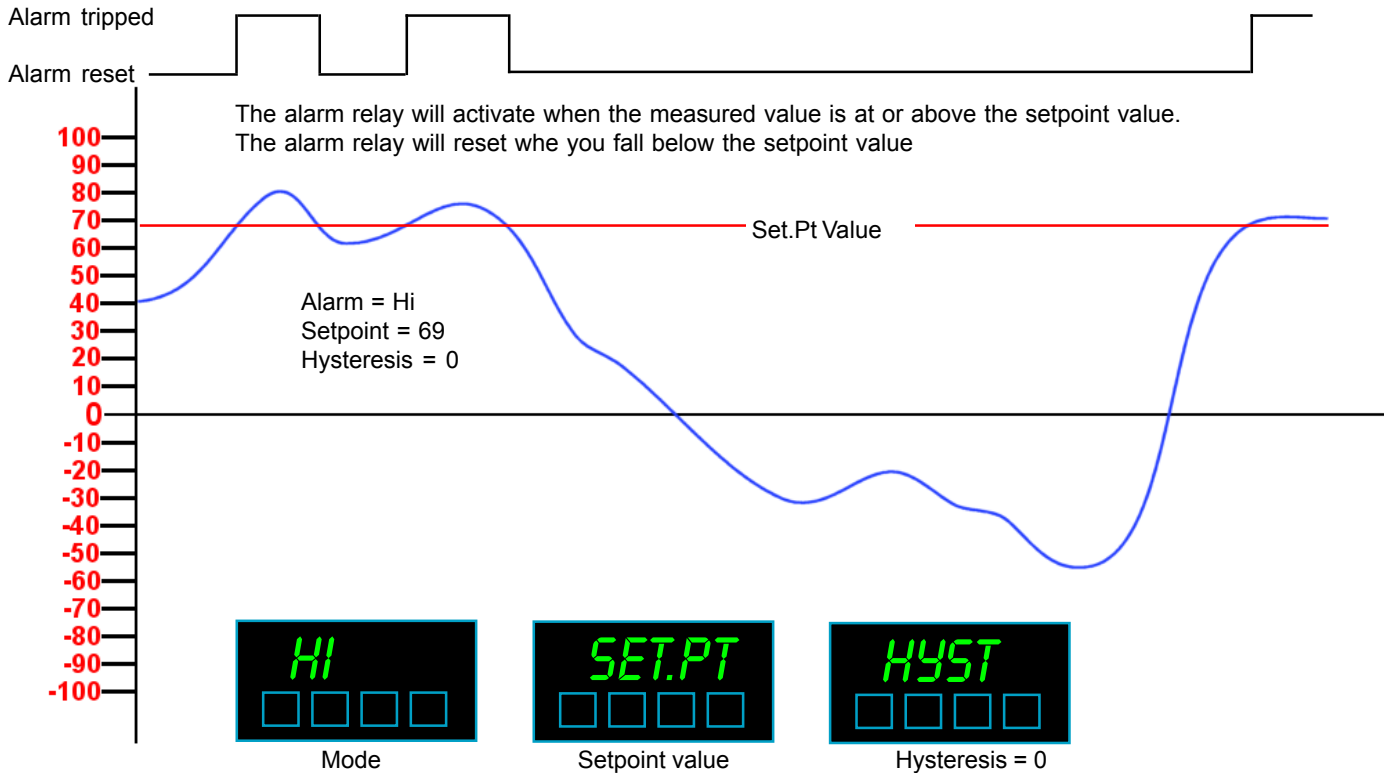 Alarm tripped
Alarm reset
The alarm relay will activate when the measured value is at or above the setpoint value.
The alarm relay will reset whe you fall below the setpoint value
100
90
80
70
60
50
40
30
20
10
0
-10
-20
-30
-40
-50
-60
-70
-80
-90
-100
Set.Pt Value
Alarm = Hi
Setpoint = 69
Hysteresis = 0
HI
SET.PT
HYST
Mode
Setpoint value
Hysteresis = 0